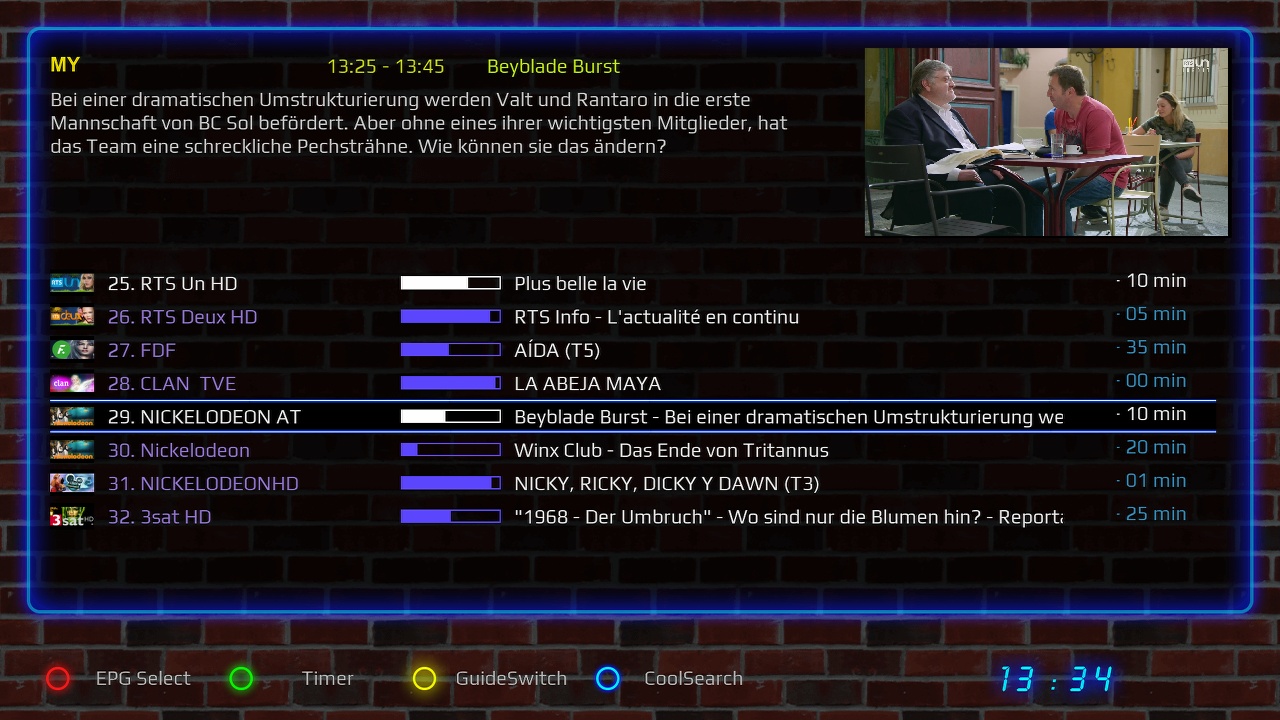 MY 13:25 - 13:45 Beyblade Burst
Bei einer dramatischen Umstrukturierung werden Valt und Rantaro in die erste
Mannschaft von BC Sol befördert. Aber ohne eines ihrer wichtigsten Mitglieder, hat
das Team eine schreckliche Pechsträhne. Wie können sie das ändern?
25. RTS Un HD Plus belle la vie · 10 min
26. RTS Deux HD RTS Info - L'actualité en continu · 05 min
27. FDF AÍDA (T5) · 35 min
clan 28. CLAN TVE LA ABEJA MAYA · 00 min
29. NICKELODEON AT Beyblade Burst - Bei einer dramatischen Umstrukturierung we · 10 min
30. Nickelodeon Winx Club - Das Ende von Tritannus · 20 min
31. NICKELODEONHD NICKY, RICKY, DICKY Y DAWN (T3) · 01 min
3sat 32. 3sat HD "1968 - Der Umbruch" - Wo sind nur die Blumen hin? - Reporta · 25 min
EPG Select Timer GuideSwitch CoolSearch 13:34